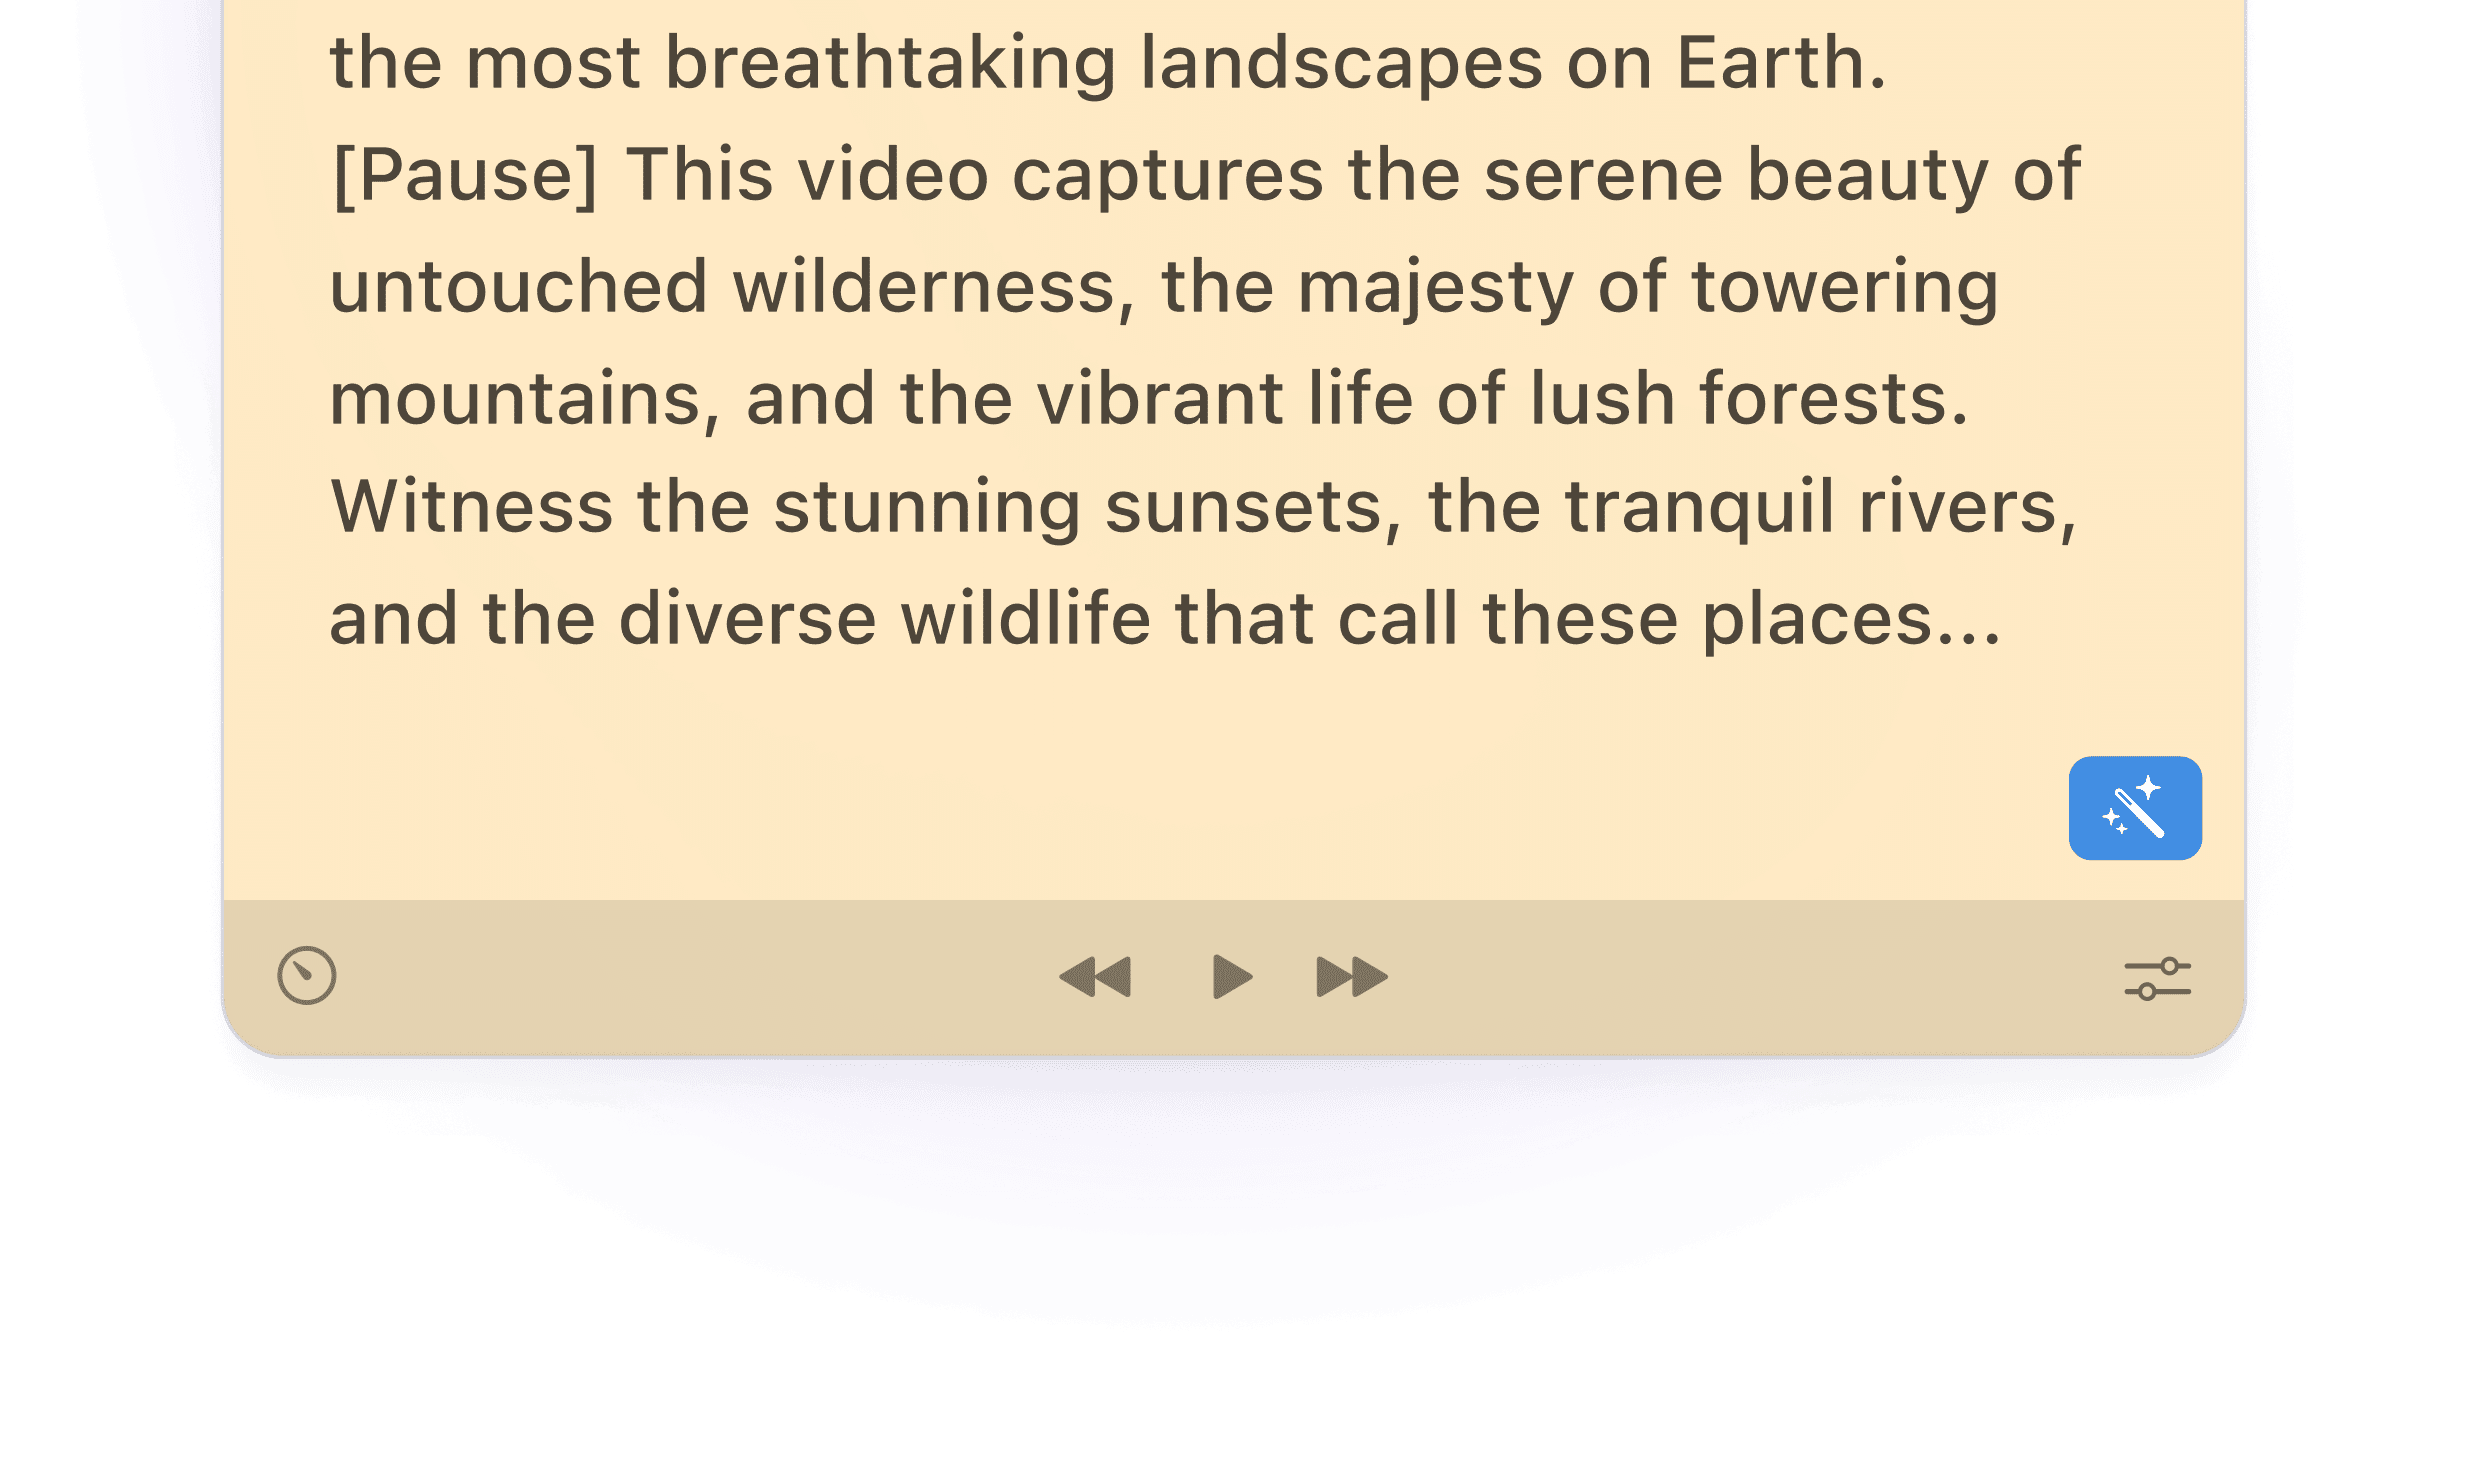 the most breathtaking landscapes on Earth.
[Pause] This video captures the serene beauty of
untouched wilderness, the majesty of towering
mountains, and the vibrant life of lush forests.
Witness the stunning sunsets, the tranquil rivers,
and the diverse wildlife that call these places...